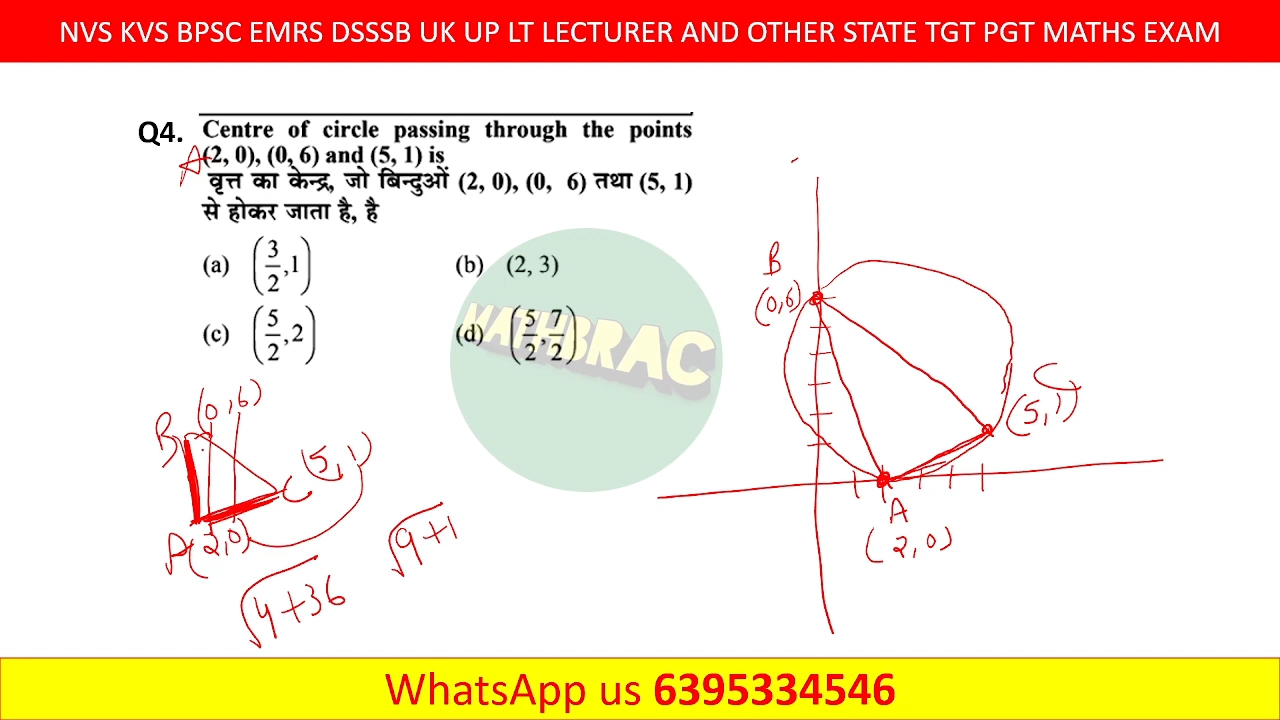 NVS KVS BPSC EMRS DSSSB UK UP LT LECTURER AND OTHER STATE TGT PGT MATHS EXAM
Q4. Centre of circle passing through the points
A (2, 0), (0, 6) and (5, 1) is
वृत्त का केन्द्र, जो बिन्दुओं (2, 0), (0, 6) तथा (5, 1)
से होकर जाता है, है
(a) (3/2, 1) (b) (2, 3)
(c) (5/2, 2) (d) (5/2, 7/2)
MATHBRAC
B (0,6)
C (5,1)
A (2,0)
√4+36
√9+1
B
(0,6)
C
(5,1)
A
(2,0)
WhatsApp us 6395334546